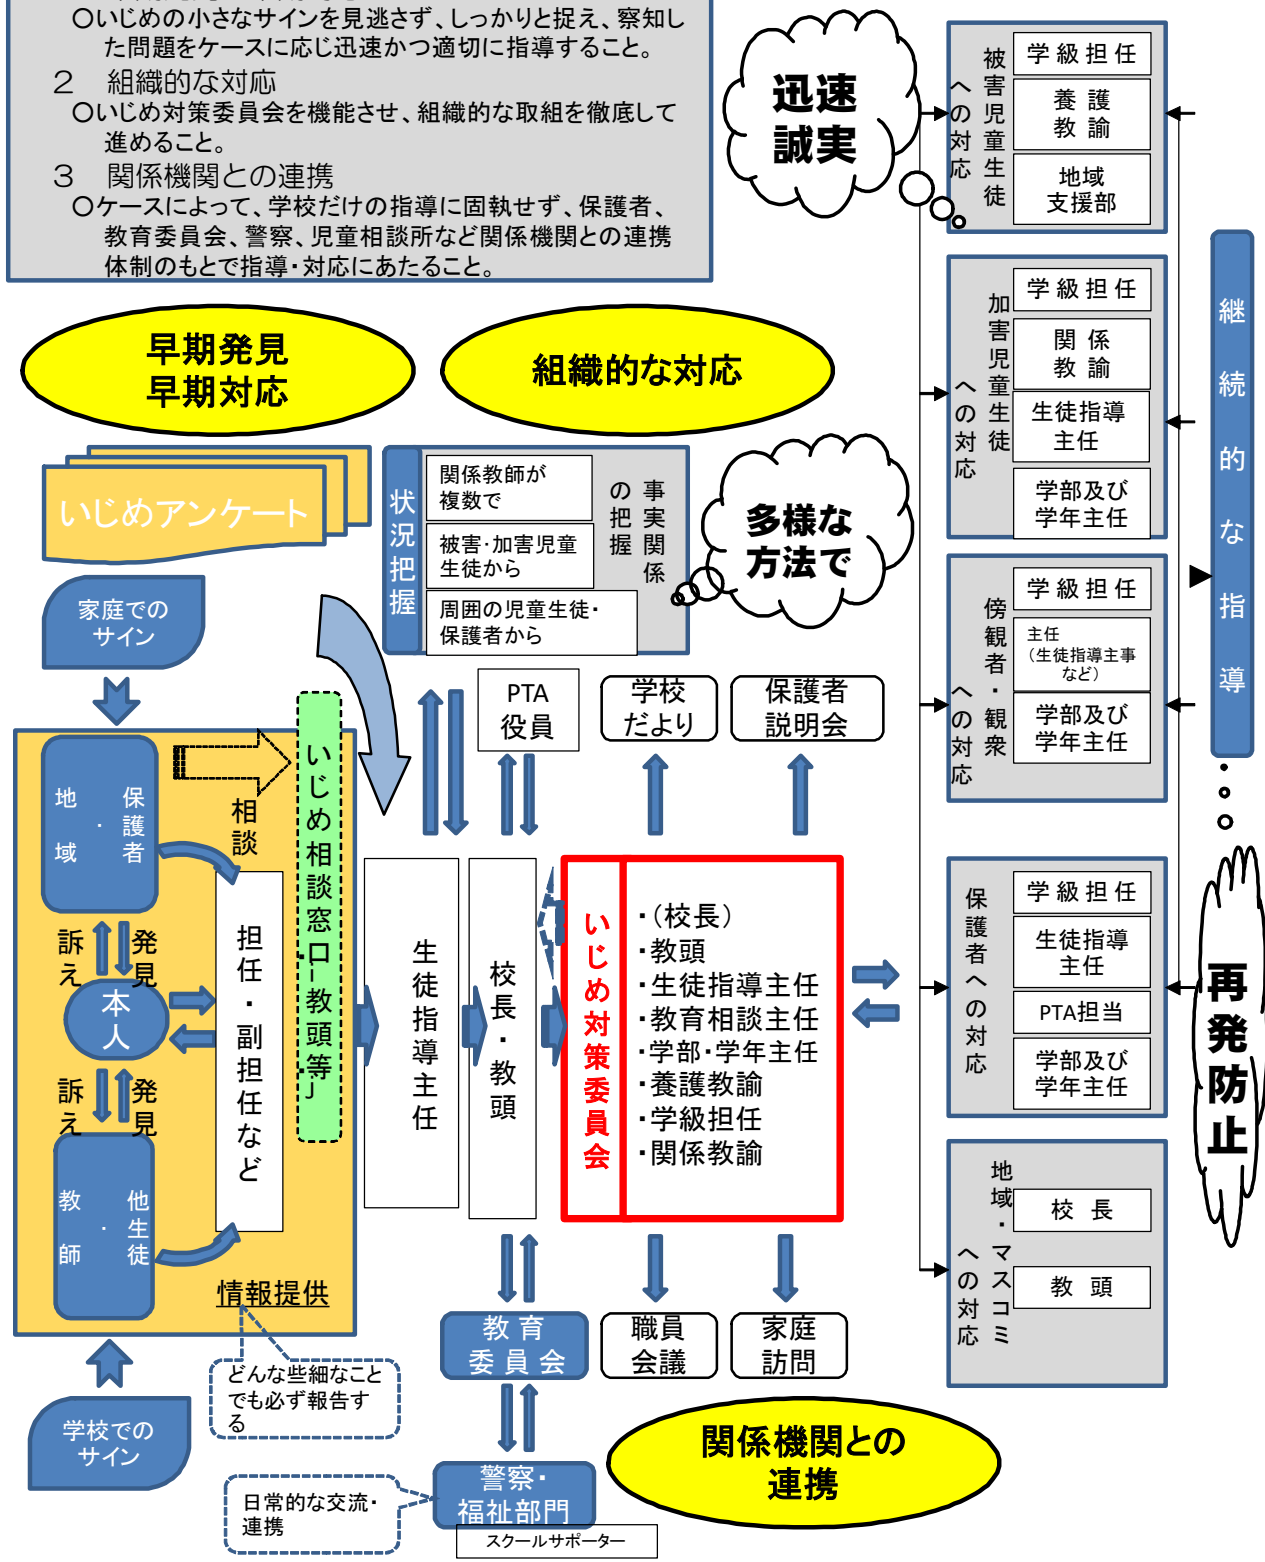 ○いじめの小さなサインを見逃さず、しっかりと捉え、察知し
た問題をケースに応じ迅速かつ適切に指導すること。
２　組織的な対応
○いじめ対策委員会を機能させ、組織的な取組を徹底して
進めること。
３　関係機関との連携
○ケースによって、学校だけの指導に固執せず、保護者、
教育委員会、警察、児童相談所など関係機関との連携
体制のもとで指導・対応にあたること。
迅速
誠実
被害児童生徒
への対応
学級担任
養護
教諭
地域
支援部
加害児童生徒
への対応
学級担任
関係
教諭
生徒指導
主任
学部及び
学年主任
傍観者・観衆
への対応
学級担任
主任
（生徒指導主事
など）
学部及び
学年主任
保護者への対応
学級担任
生徒指導
主任
PTA担当
学部及び
学年主任
地域・マスコミ
への対応
校長
教頭
継続的な指導
再発防止
早期発見
早期対応
組織的な対応
いじめアンケート
状況把握
関係教師が
複数で
被害・加害児童
生徒から
周囲の児童生徒・
保護者から
事実関係
の把握
多様な
方法で
家庭での
サイン
PTA
役員
学校
だより
保護者
説明会
保護者
・
地域
相談
いじめ相談窓口「教頭等」
訴え
発見
本人
訴え
発見
担任・副担任など
他生徒
・
教師
情報提供
どんな些細なこと
でも必ず報告す
る
学校での
サイン
生徒指導主任
校長・教頭
いじめ対策委員会
・（校長）
・教頭
・生徒指導主任
・教育相談主任
・学部・学年主任
・養護教諭
・学級担任
・関係教諭
教育
委員会
職員
会議
家庭
訪問
警察・
福祉部門
スクールサポーター
日常的な交流・
連携
関係機関との
連携